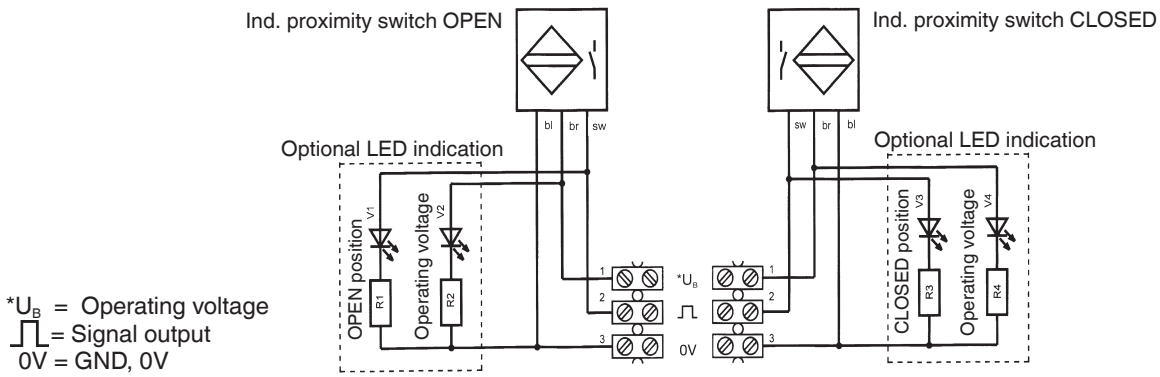 Ind. proximity switch OPEN
Ind. proximity switch CLOSED
bl br sw
sw br bl
Optional LED indication
Optional LED indication
V1
OPEN position
R1
V2
Operating voltage
R2
V3
CLOSED position
R3
V4
Operating voltage
R4
1 *UB 1
2 2
3 0V 3
*UB = Operating voltage
= Signal output
0V = GND, 0V